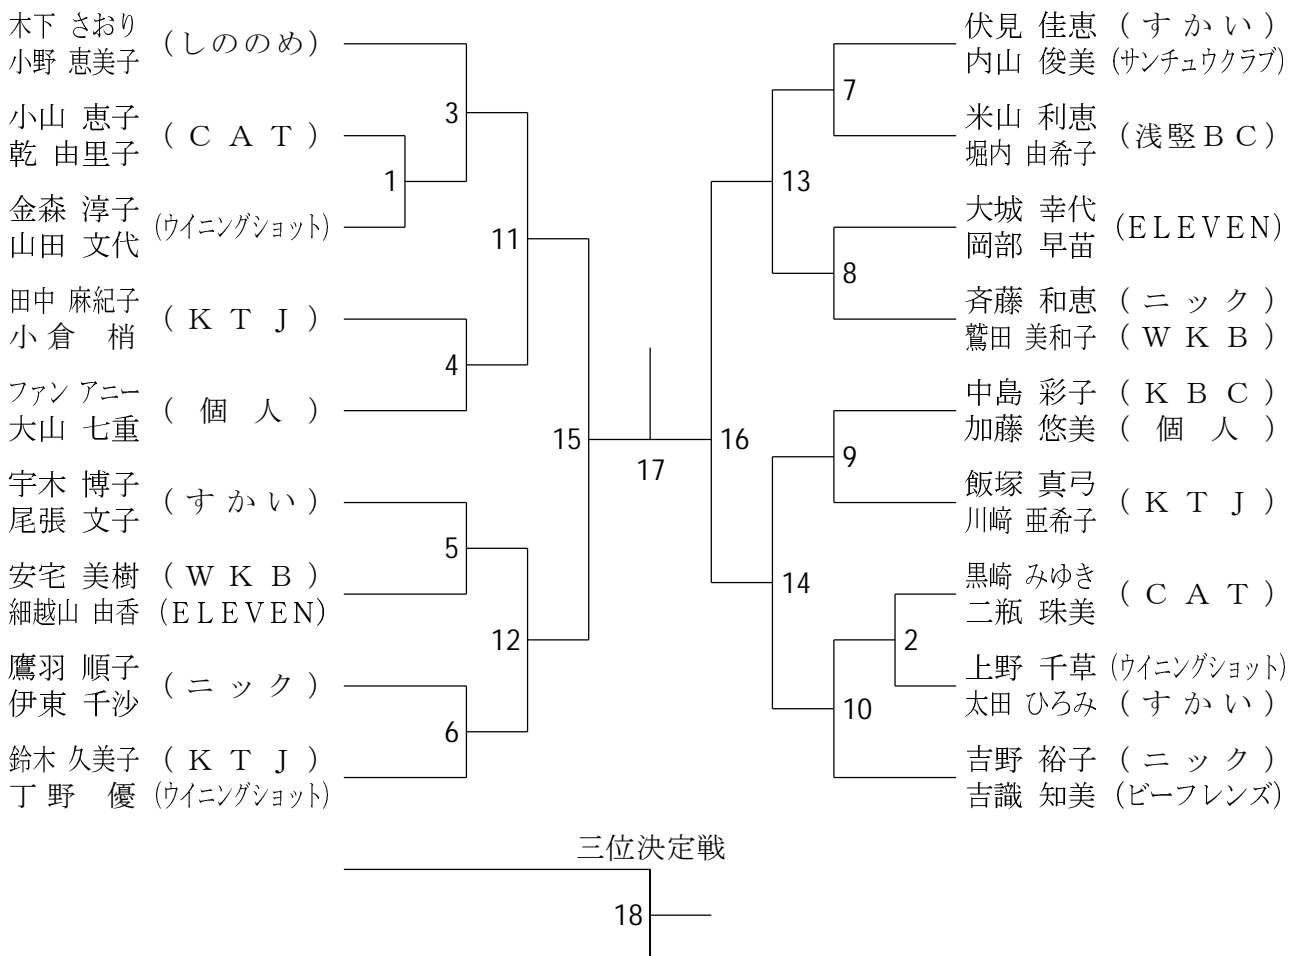 木下 さおり (しののめ)
小野 恵美子
3
小山 恵子 (ＣＡＴ)
乾 由里子
1
金森 淳子 (ウイニングショット)
山田 文代
11
田中 麻紀子 (ＫＴＪ)
小倉 梢
4
ファン アニー (個人)
大山 七重
15
宇木 博子 (すかい)
尾張 文子
5
安宅 美樹 (ＷＫＢ)
細越山 由香 (ELEVEN)
12
鷹羽 順子 (ニック)
伊東 千沙
6
鈴木 久美子 (ＫＴＪ)
丁野 優 (ウイニングショット)
17
伏見 佳恵 (すかい)
内山 俊美 (サンチュウクラブ)
7
米山 利恵 (浅竪ＢＣ)
堀内 由希子
13
大城 幸代 (ELEVEN)
岡部 早苗
8
斉藤 和恵 (ニック)
鷲田 美和子 (ＷＫＢ)
16
中島 彩子 (ＫＢＣ)
加藤 悠美 (個人)
9
飯塚 真弓 (ＫＴＪ)
川﨑 亜希子
14
黒崎 みゆき (ＣＡＴ)
二瓶 珠美
2
上野 千草 (ウイニングショット)
太田 ひろみ (すかい)
10
吉野 裕子 (ニック)
吉識 知美 (ビーフレンズ)
三位決定戦
18